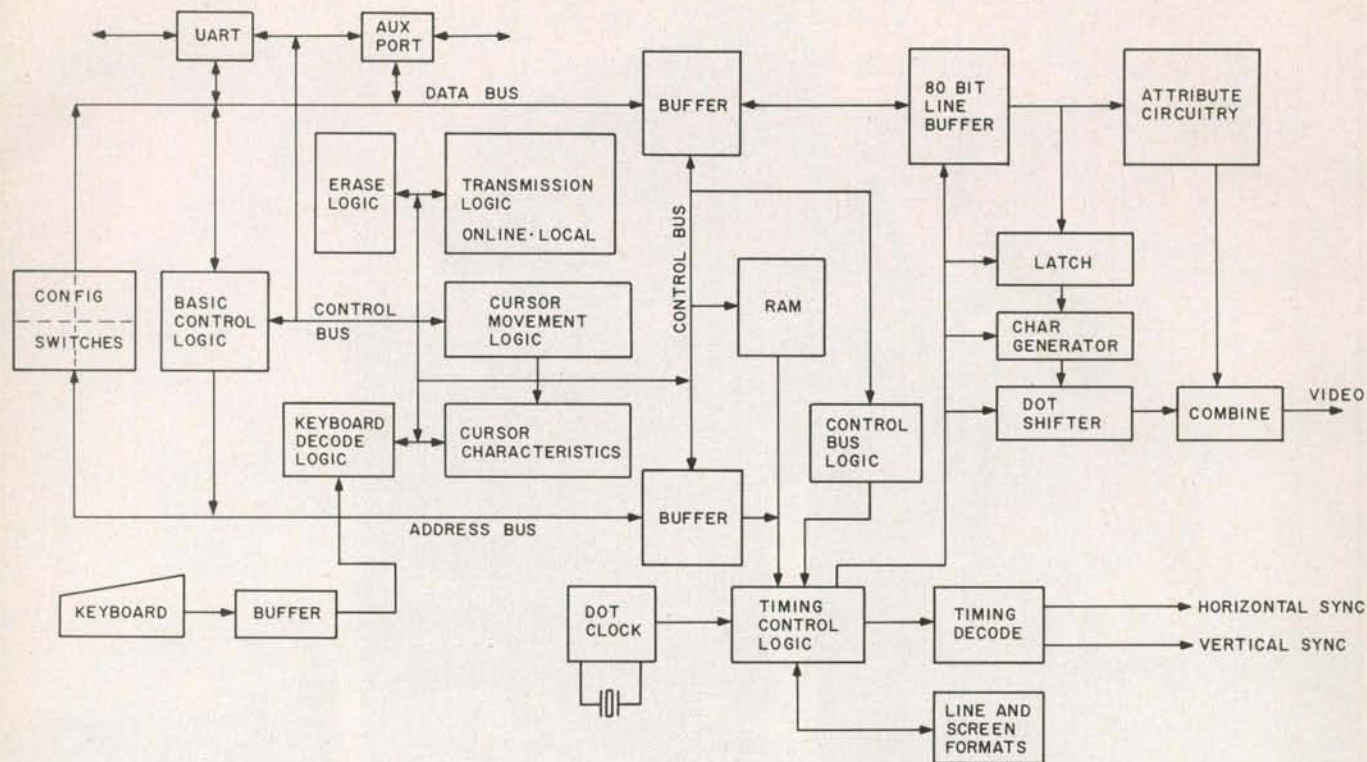 UART
AUX
PORT
DATA BUS
BUFFER
80 BIT
LINE
BUFFER
ATTRIBUTE
CIRCUITRY
ERASE
LOGIC
TRANSMISSION
LOGIC
ONLINE-LOCAL
CONTROL BUS
CONFIG
SWITCHES
BASIC
CONTROL
LOGIC
CONTROL
BUS
CURSOR
MOVEMENT
LOGIC
RAM
LATCH
CHAR
GENERATOR
KEYBOARD
DECODE
LOGIC
CURSOR
CHARACTERISTICS
CONTROL
BUS
LOGIC
DOT
SHIFTER
COMBINE
VIDEO
ADDRESS BUS
BUFFER
KEYBOARD
BUFFER
DOT
CLOCK
TIMING
CONTROL
LOGIC
TIMING
DECODE
HORIZONTAL SYNC
VERTICAL SYNC
LINE AND
SCREEN
FORMATS